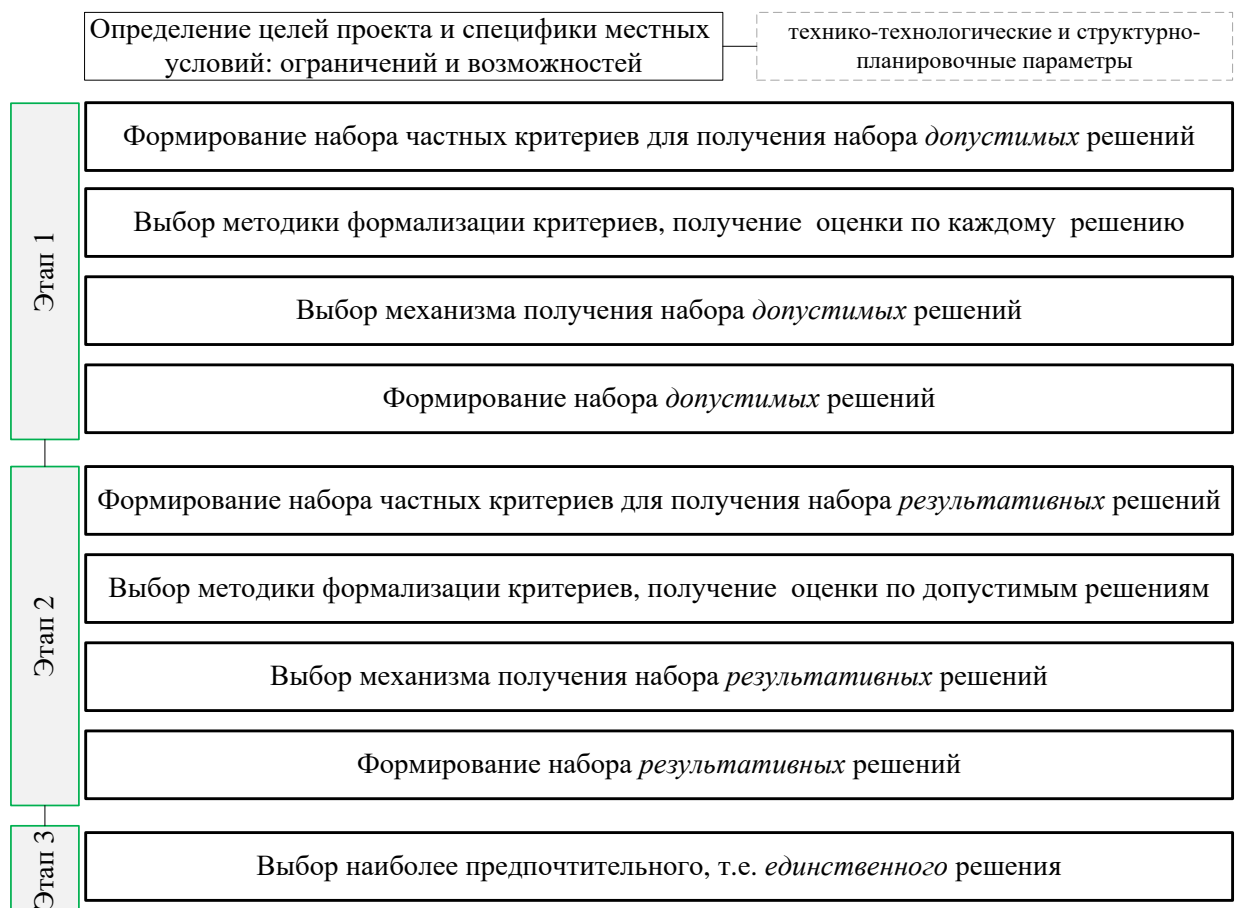 Определение целей проекта и специфики местных
условий: ограничений и возможностей
технико-технологические и структурно-
планировочные параметры
Этап 1
Формирование набора частных критериев для получения набора допустимых решений
Выбор методики формализации критериев, получение оценки по каждому решению
Выбор механизма получения набора допустимых решений
Формирование набора допустимых решений
Этап 2
Формирование набора частных критериев для получения набора результативных решений
Выбор методики формализации критериев, получение оценки по допустимым решениям
Выбор механизма получения набора результативных решений
Формирование набора результативных решений
Этап 3
Выбор наиболее предпочтительного, т.е. единственного решения